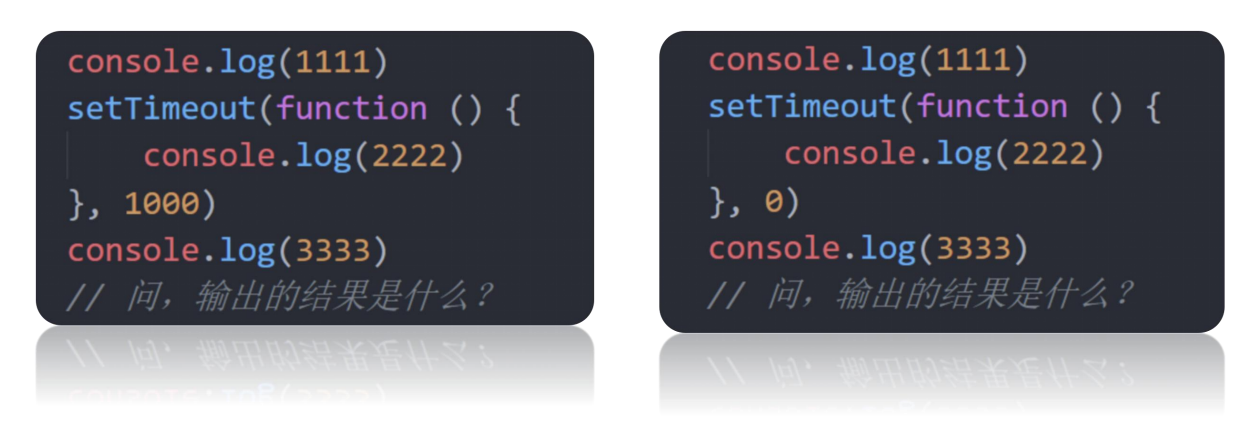 console.log(1111)
setTimeout(function () {
    console.log(2222)
}, 1000)
console.log(3333)
// 问，输出的结果是什么？
console.log(1111)
setTimeout(function () {
    console.log(2222)
}, 0)
console.log(3333)
// 问，输出的结果是什么？